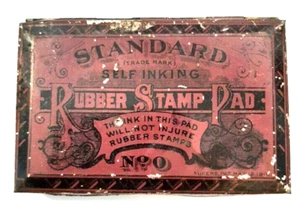 STANDARD
(TRADE MARK)
SELF INKING
RUBBER STAMP PAD
THE INK IN THIS PAD
WILL NOT INJURE
RUBBER STAMPS
No 0